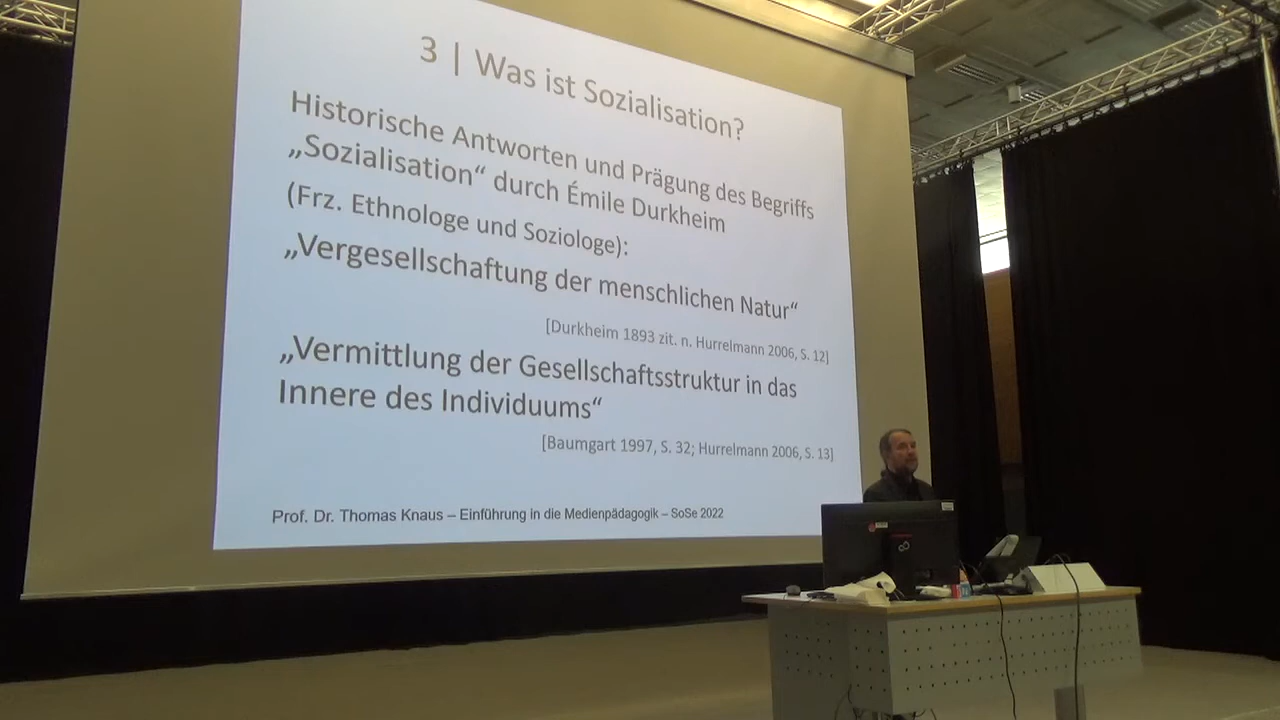 3 | Was ist Sozialisation?
Historische Antworten und Prägung des Begriffs
„Sozialisation“ durch Émile Durkheim
(Frz. Ethnologe und Soziologe):
„Vergesellschaftung der menschlichen Natur“
[Durkheim 1893 zit. n. Hurrelmann 2006, S. 12]
„Vermittlung der Gesellschaftsstruktur in das
Innere des Individuums“
[Baumgart 1997, S. 32; Hurrelmann 2006, S. 13]
Prof. Dr. Thomas Knaus – Einführung in die Medienpädagogik – SoSe 2022